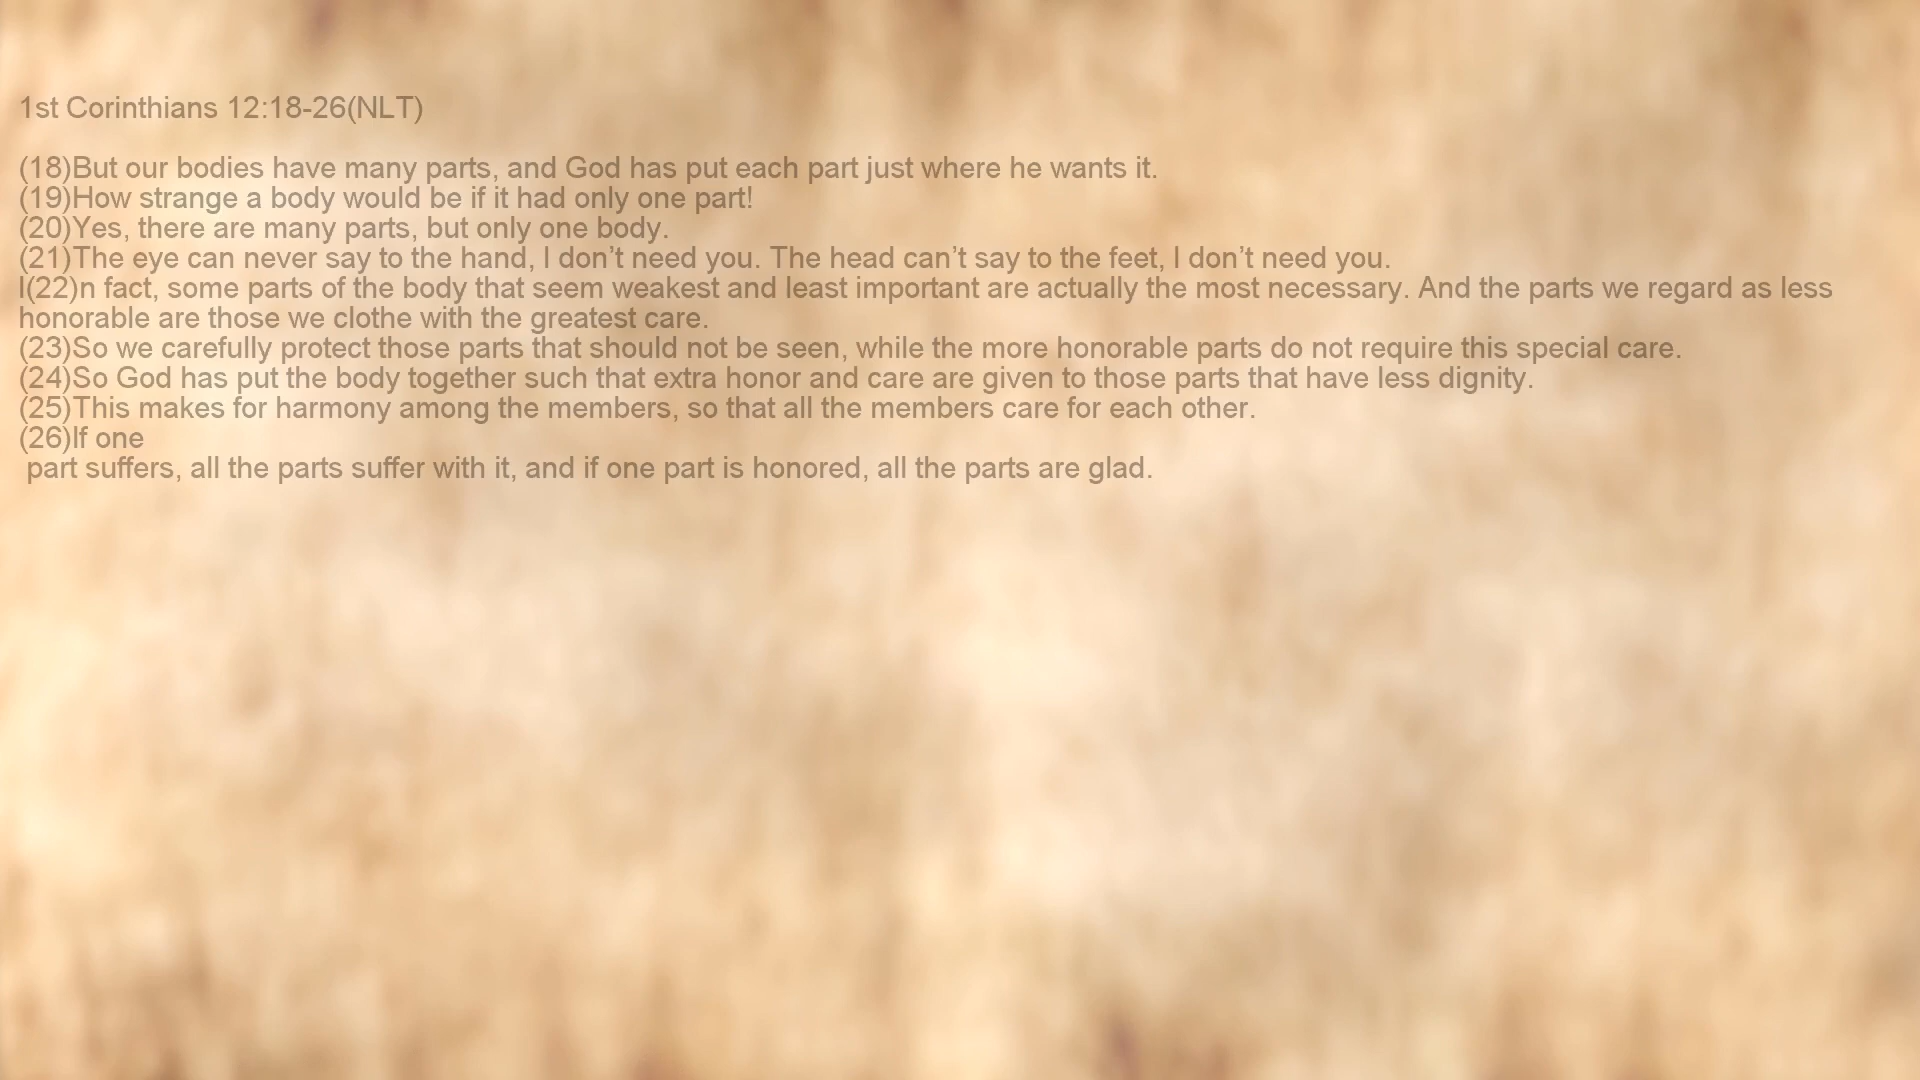 1st Corinthians 12:18-26(NLT)
(18)But our bodies have many parts, and God has put each part just where he wants it.
(19)How strange a body would be if it had only one part!
(20)Yes, there are many parts, but only one body.
(21)The eye can never say to the hand, I don’t need you. The head can’t say to the feet, I don’t need you.
I(22)n fact, some parts of the body that seem weakest and least important are actually the most necessary. And the parts we regard as less
honorable are those we clothe with the greatest care.
(23)So we carefully protect those parts that should not be seen, while the more honorable parts do not require this special care.
(24)So God has put the body together such that extra honor and care are given to those parts that have less dignity.
(25)This makes for harmony among the members, so that all the members care for each other.
(26)If one
part suffers, all the parts suffer with it, and if one part is honored, all the parts are glad.